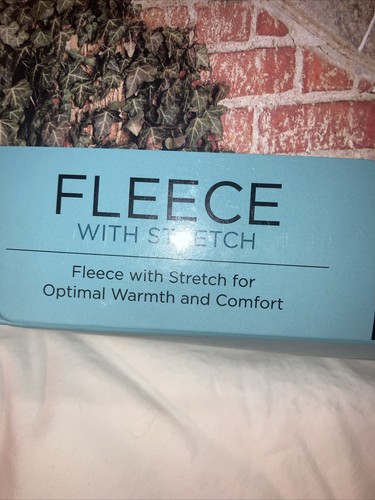 FLEECE
WITH STRETCH
Fleece with Stretch for
Optimal Warmth and Comfort